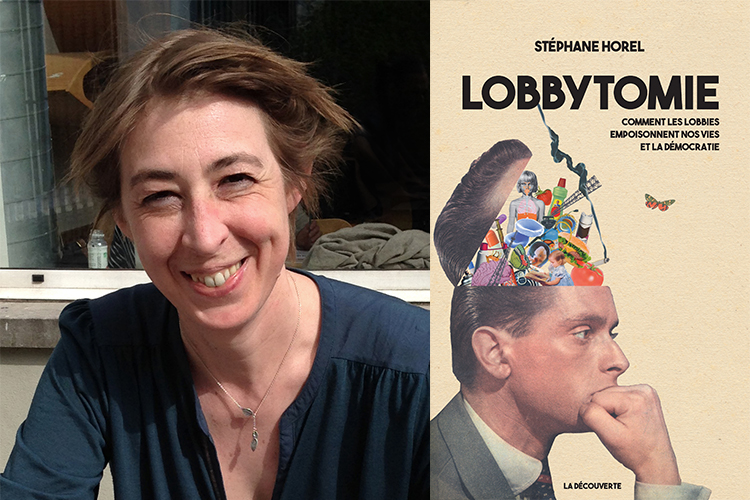 STÉPHANE HOREL
LOBBYTOMIE
COMMENT LES LOBBIES
EMPOISONNENT NOS VIES
ET LA DÉMOCRATIE
LA DÉCOUVERTE